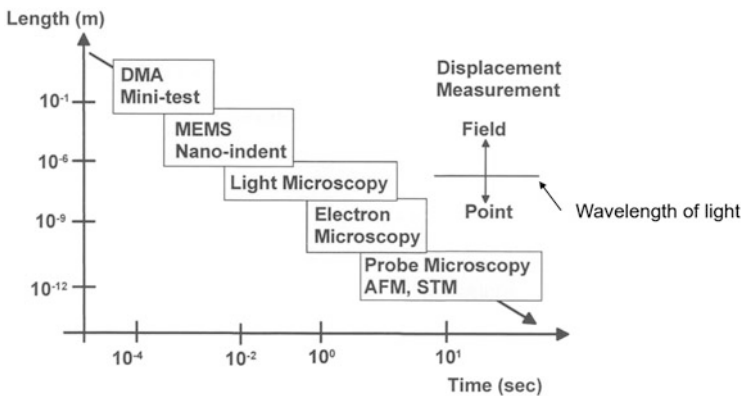 Length (m)
DMA
Mini-test
Displacement
Measurement
10⁻¹
MEMS
Nano-indent
Field
10⁻⁶
Light Microscopy
Wavelength of light
Point
10⁻⁹
Electron
Microscopy
Probe Microscopy
AFM, STM
10⁻¹²
10⁻⁴
10⁻²
10⁰
10¹
Time (sec)